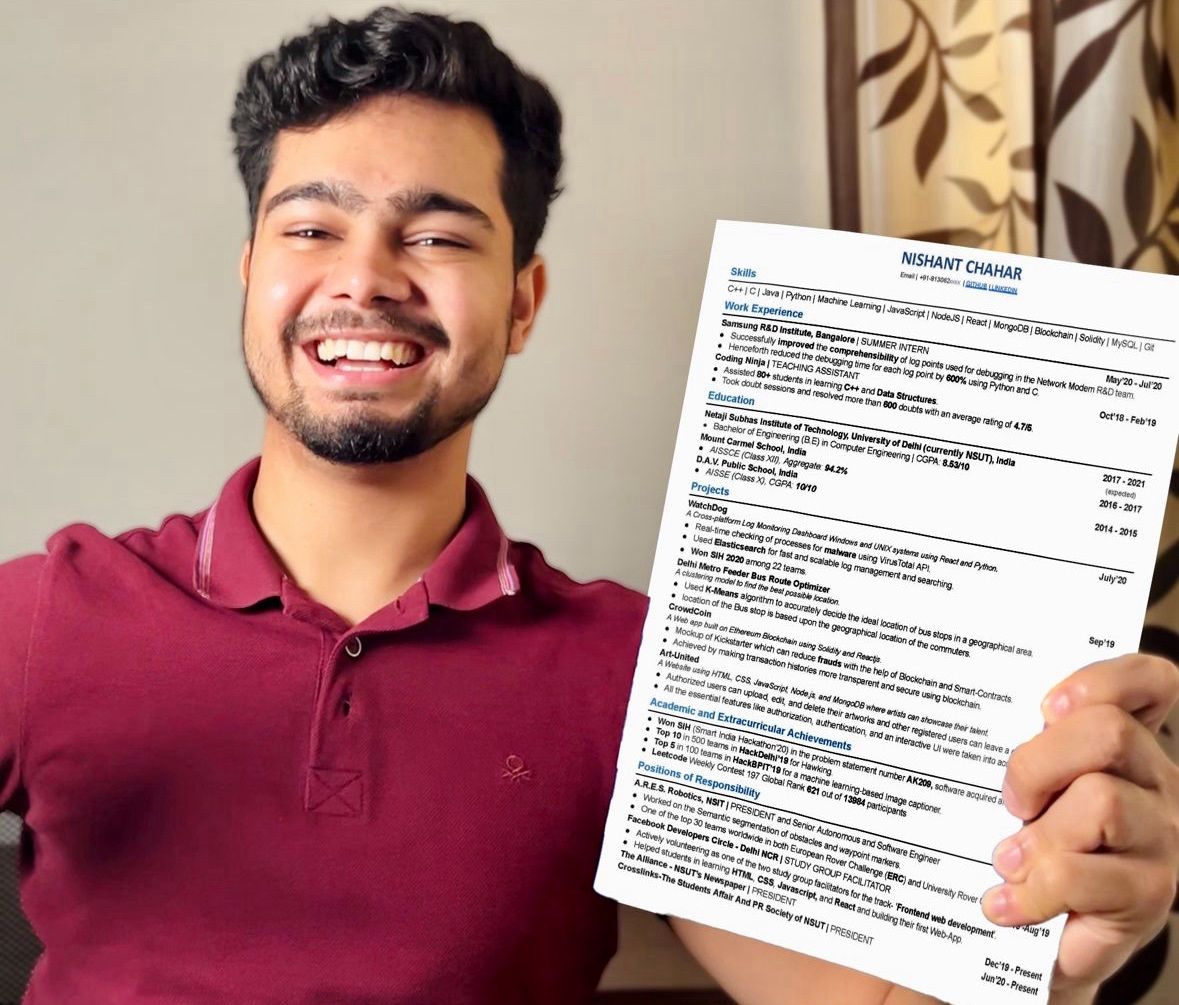 NISHANT CHAHAR
Email | +91-813062xxxx | GITHUB | LINKEDIN
Skills
C++ | C | Java | Python | Machine Learning | JavaScript | NodeJS | React | MongoDB | Blockchain | Solidity | MySQL | Git
Work Experience
Samsung R&D Institute, Bangalore | SUMMER INTERN May'20 - Jul'20
● Successfully improved the comprehensibility of log points used for debugging in the Network Modem R&D team.
● Henceforth reduced the debugging time for each log point by 600% using Python and C.
Coding Ninja | TEACHING ASSISTANT Oct'18 - Feb'19
● Assisted 80+ students in learning C++ and Data Structures.
● Took doubt sessions and resolved more than 600 doubts with an average rating of 4.7/5.
Education
Netaji Subhas Institute of Technology, University of Delhi (currently NSUT), India 2017 - 2021
● Bachelor of Engineering (B.E) in Computer Engineering | CGPA: 8.53/10 (expected)
Mount Carmel School, India 2016 - 2017
● AISSCE (Class XII), Aggregate: 94.2%
D.A.V. Public School, India 2014 - 2015
● AISSE (Class X), CGPA: 10/10
Projects
WatchDog July'20
A Cross-platform Log Monitoring Dashboard Windows and UNIX systems using React and Python.
● Real-time checking of processes for malware using VirusTotal API.
● Used Elasticsearch for fast and scalable log management and searching.
● Won SIH 2020 among 22 teams.
Delhi Metro Feeder Bus Route Optimizer Sep'19
A clustering model to find the best possible location.
● Used K-Means algorithm to accurately decide the ideal location of bus stops in a geographical area.
● location of the Bus stop is based upon the geographical location of the commuters.
CrowdCoin
A Web app built on Ethereum Blockchain using Solidity and Reactjs.
● Mockup of Kickstarter which can reduce frauds with the help of Blockchain and Smart-Contracts.
● Achieved by making transaction histories more transparent and secure using blockchain.
Art-United
A Website using HTML, CSS, JavaScript, Node.js, and MongoDB where artists can showcase their talent.
● Authorized users can upload, edit, and delete their artworks and other registered users can leave a
● All the essential features like authorization, authentication, and an interactive UI were taken into
Academic and Extracurricular Achievements
● Won SIH (Smart India Hackathon'20) in the problem statement number AK209, software acquired
● Top 10 in 500 teams in HackDelhi'19 for Hawking.
● Top 5 in 100 teams in HackBPIT'19 for a machine learning-based Image captioner.
● Leetcode Weekly Contest 197 Global Rank 621 out of 13984 participants
Positions of Responsibility
A.R.E.S. Robotics, NSIT | PRESIDENT and Senior Autonomous and Software Engineer
● Worked on the Semantic segmentation of obstacles and waypoint markers.
● One of the top 30 teams worldwide in both European Rover Challenge (ERC) and University Rover
Facebook Developers Circle - Delhi NCR | STUDY GROUP FACILITATOR -Aug'19
● Actively volunteering as one of the two study group facilitators for the track- 'Frontend web development'.
● Helped students in learning HTML, CSS, Javascript, and React and building their first Web-App.
The Alliance - NSUT's Newspaper | PRESIDENT Dec'19 - Present
Crosslinks-The Students Affair And PR Society of NSUT | PRESIDENT Jun'20 - Present